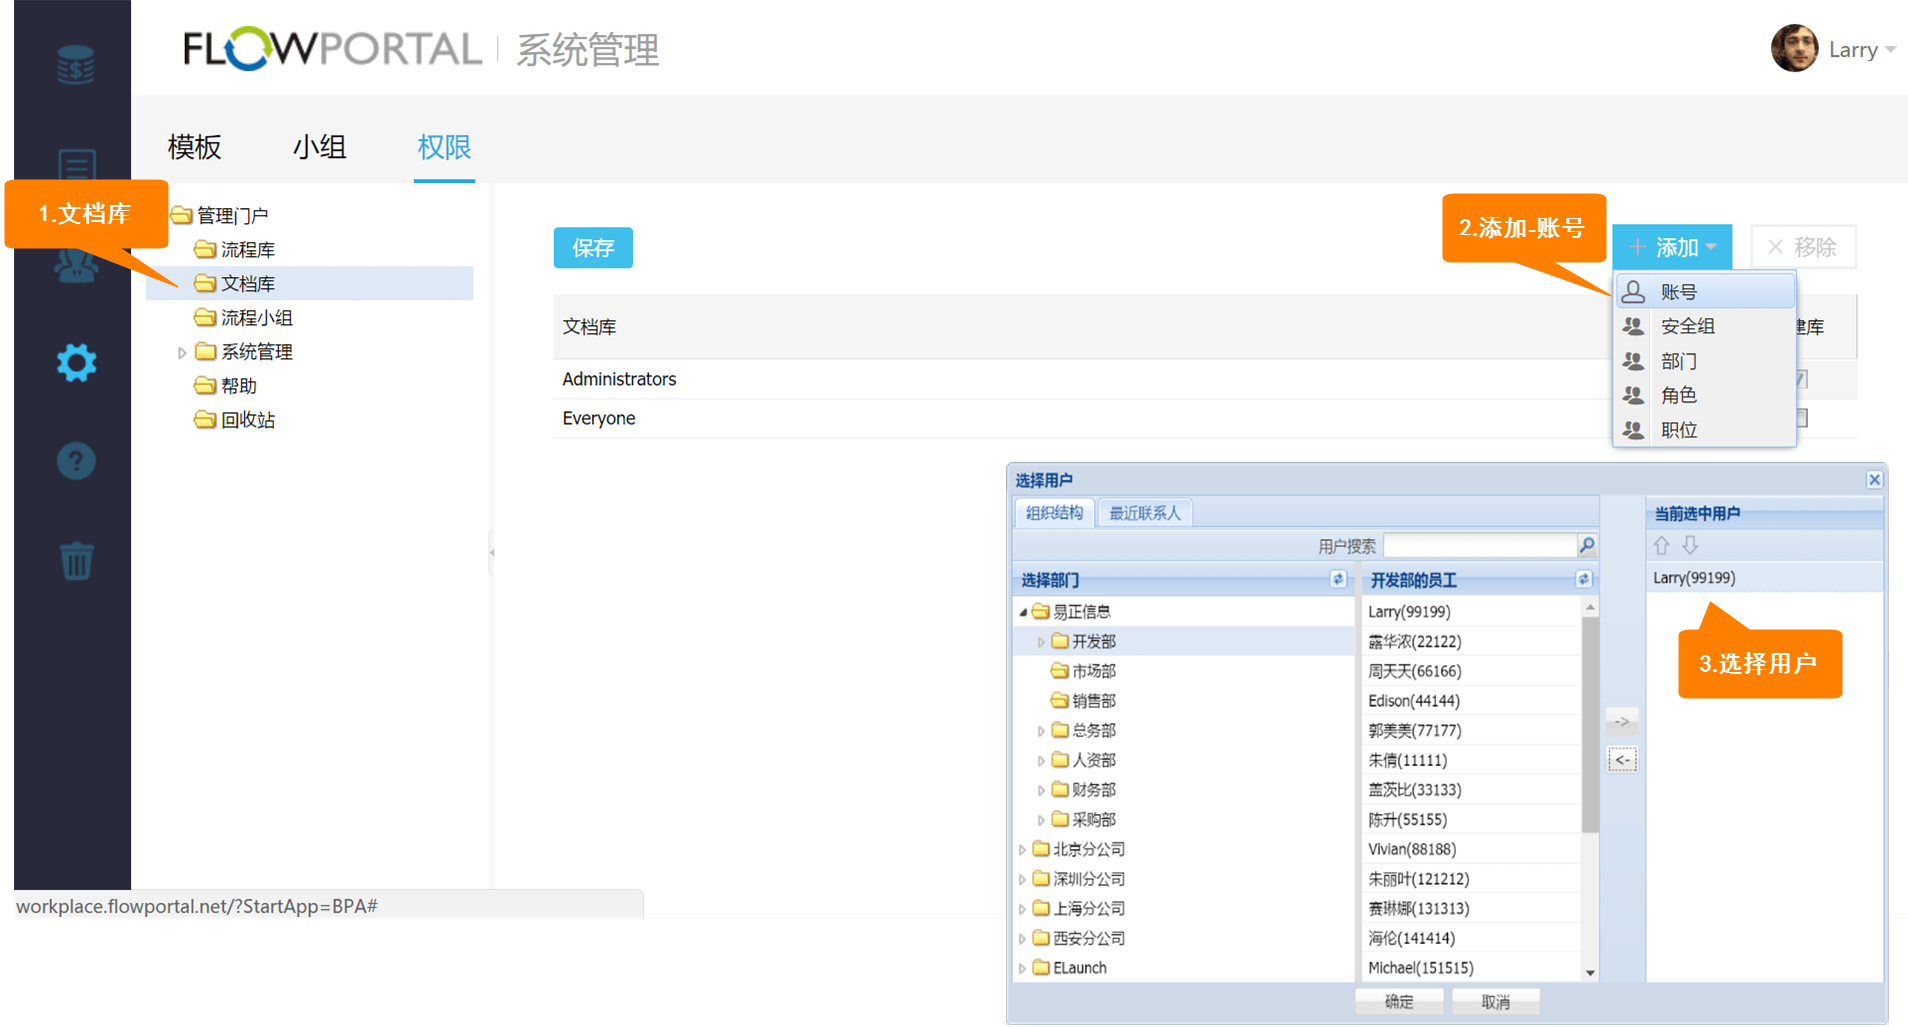 FLOWPORTAL 系统管理
Larry
模板 小组 权限
1.文档库
管理门户
流程库
文档库
流程小组
系统管理
帮助
回收站
保存
2.添加-账号
添加
移除
账号
安全组
部门
角色
职位
文档库 建库
Administrators
Everyone
选择用户
组织结构 最近联系人
用户搜索
选择部门
易正信息
开发部
市场部
销售部
总务部
人资部
财务部
采购部
北京分公司
深圳分公司
上海分公司
西安分公司
ELaunch
开发部的员工
Larry(99199)
露华浓(22122)
周天天(66166)
Edison(44144)
郭美美(77177)
朱倩(11111)
盖茨比(33133)
陈升(55155)
Vivian(88188)
朱丽叶(121212)
赛琳娜(131313)
海伦(141414)
Michael(151515)
->
<-
当前选中用户
Larry(99199)
3.选择用户
确定 取消
workplace.flowportal.net/?StartApp=BPA#